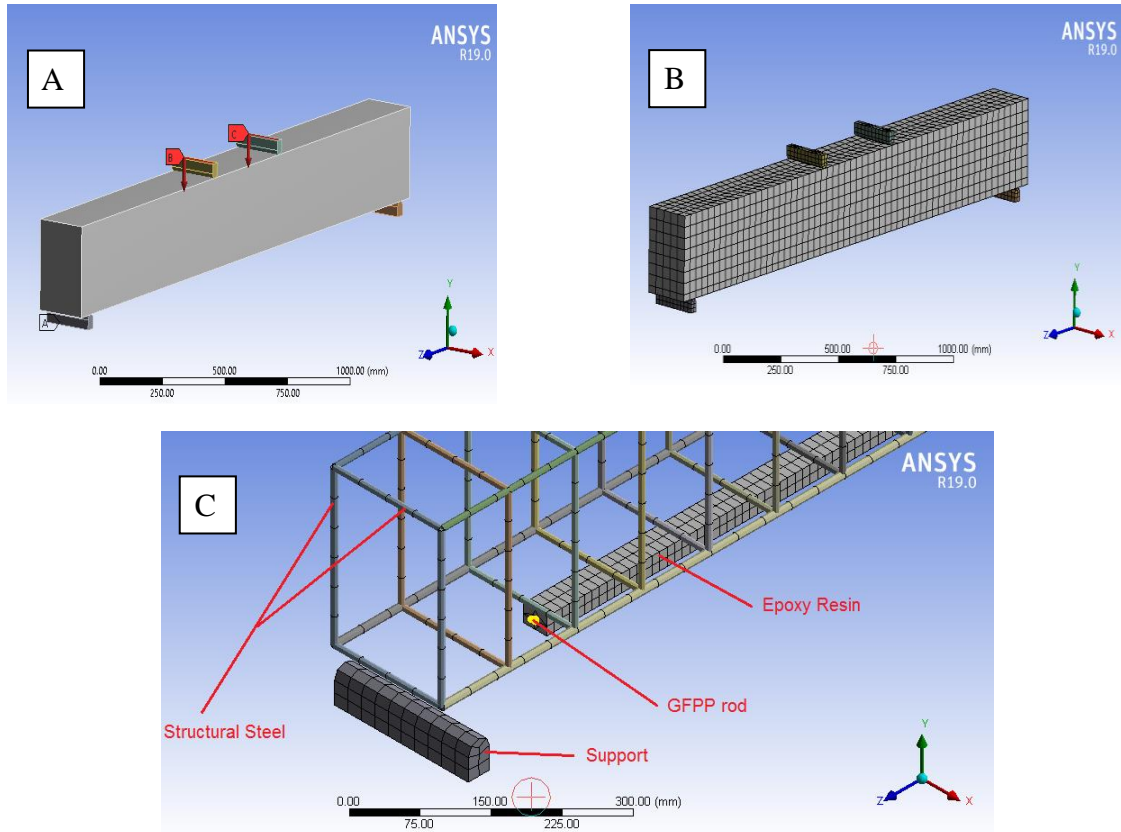 A
ANSYS
R19.0
C
B
A
Y
Z
X
0.00
500.00
1000.00 (mm)
250.00
750.00
B
ANSYS
R19.0
Y
Z
X
0.00
500.00
1000.00 (mm)
250.00
750.00
C
ANSYS
R19.0
Epoxy Resin
GFPP rod
Structural Steel
Support
Y
Z
X
0.00
150.00
300.00 (mm)
75.00
225.00